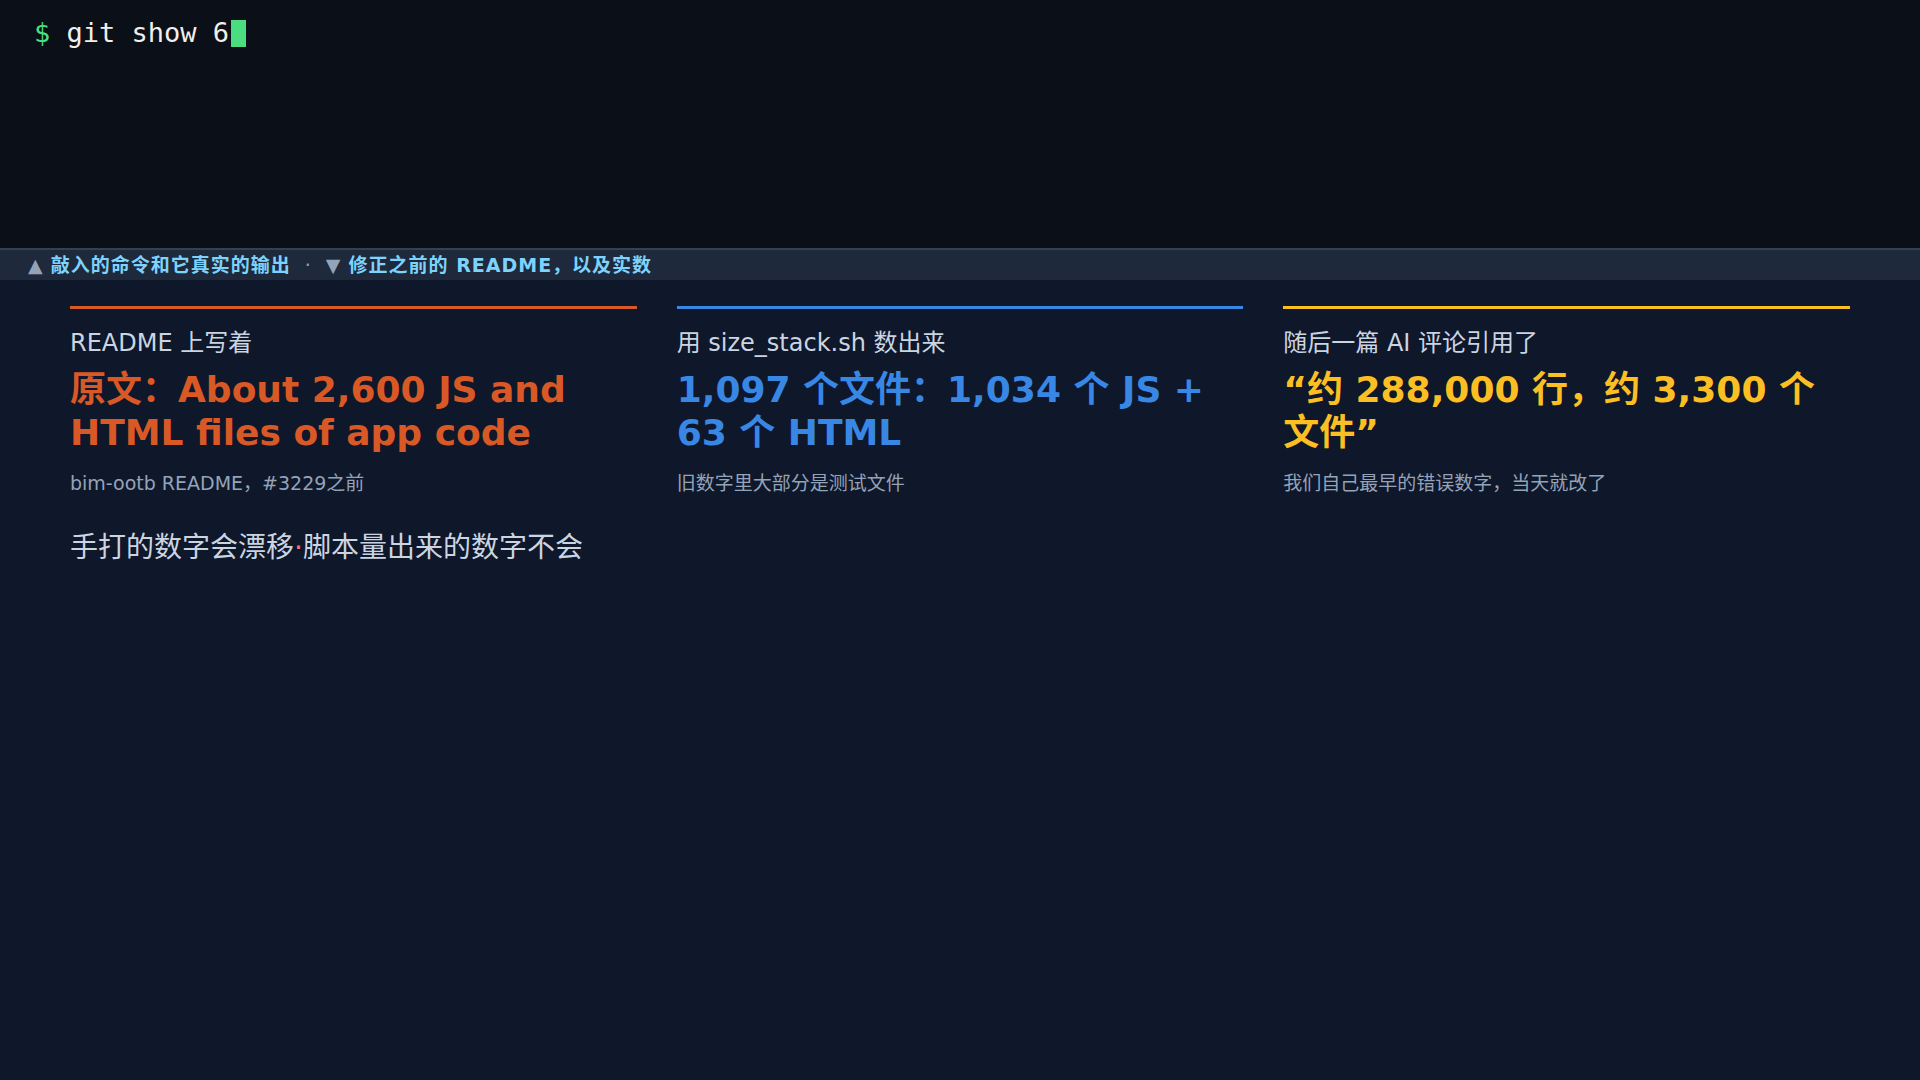 $ git show 6
▲ 敲入的命令和它真实的输出 · ▼ 修正之前的 README，以及实数
README 上写着
原文：About 2,600 JS and
HTML files of app code
bim-ootb README，#3229之前
用 size_stack.sh 数出来
1,097 个文件：1,034 个 JS +
63 个 HTML
旧数字里大部分是测试文件
随后一篇 AI 评论引用了
“约 288,000 行，约 3,300 个
文件”
我们自己最早的错误数字，当天就改了
手打的数字会漂移·脚本量出来的数字不会